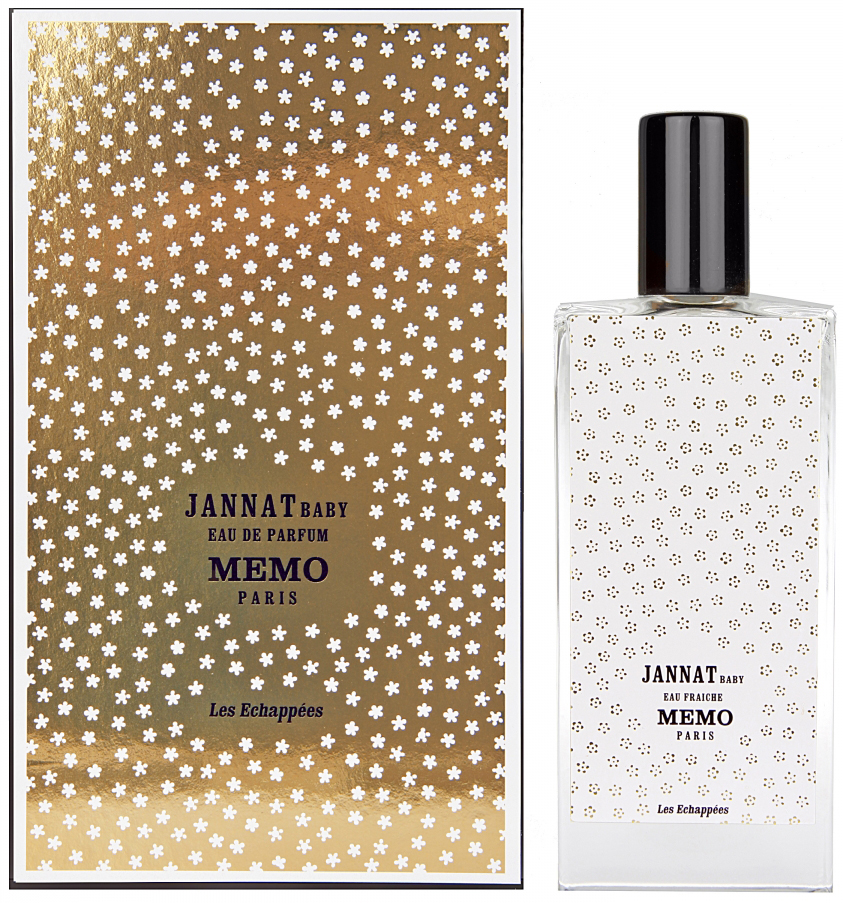 JANNAT BABY
EAU DE PARFUM
MEMO
PARIS
Les Echappées
JANNAT BABY
EAU FRAICHE
MEMO
PARIS
Les Echappées